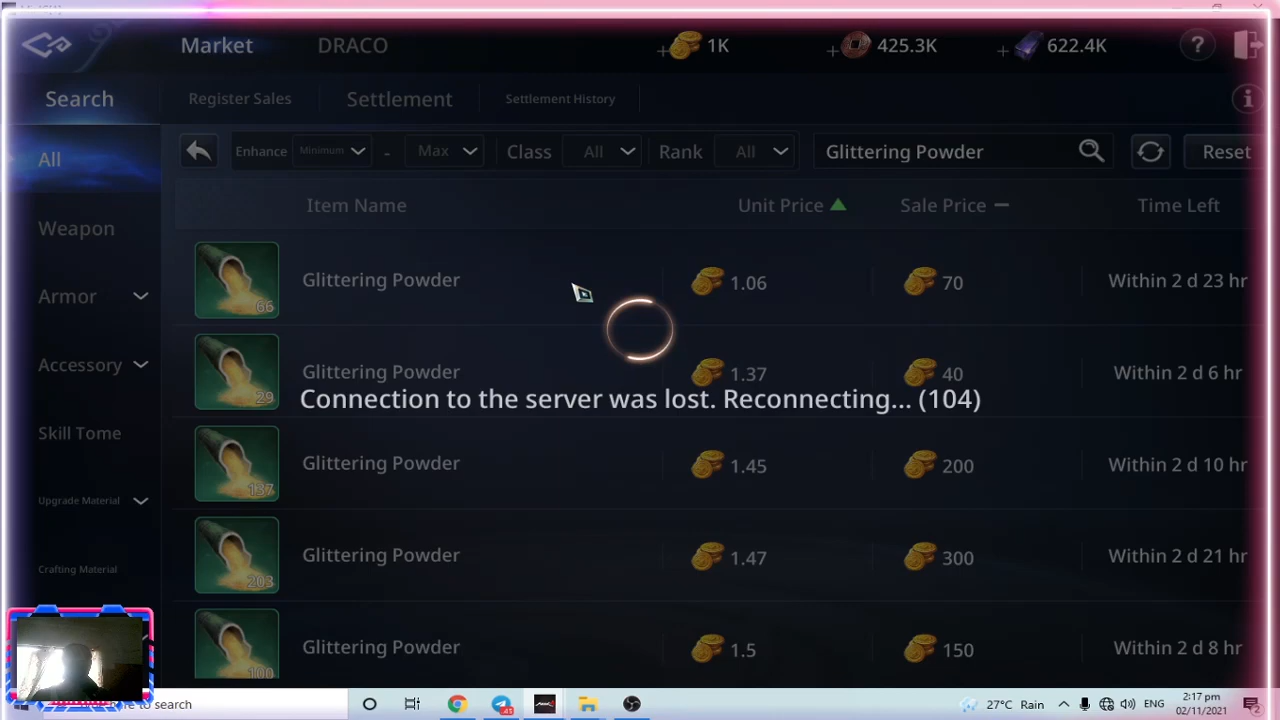 Market DRACO 1K 425.3K 622.4K ?
Search Register Sales Settlement Settlement History
All Enhance Minimum - Max Class All Rank All Glittering Powder Reset
Item Name Unit Price Sale Price Time Left
Weapon
Glittering Powder 1.06 70 Within 2 d 23 hr
66
Armor
Accessory Glittering Powder 1.37 40 Within 2 d 6 hr
29
Connection to the server was lost. Reconnecting... (104)
Skill Tome
Glittering Powder 1.45 200 Within 2 d 10 hr
137
Upgrade Material
Glittering Powder 1.47 300 Within 2 d 21 hr
203
Crafting Material
Glittering Powder 1.5 150 Within 2 d 8 hr
100
to search 45 27°C Rain ENG 2:17 pm
02/11/2021 2